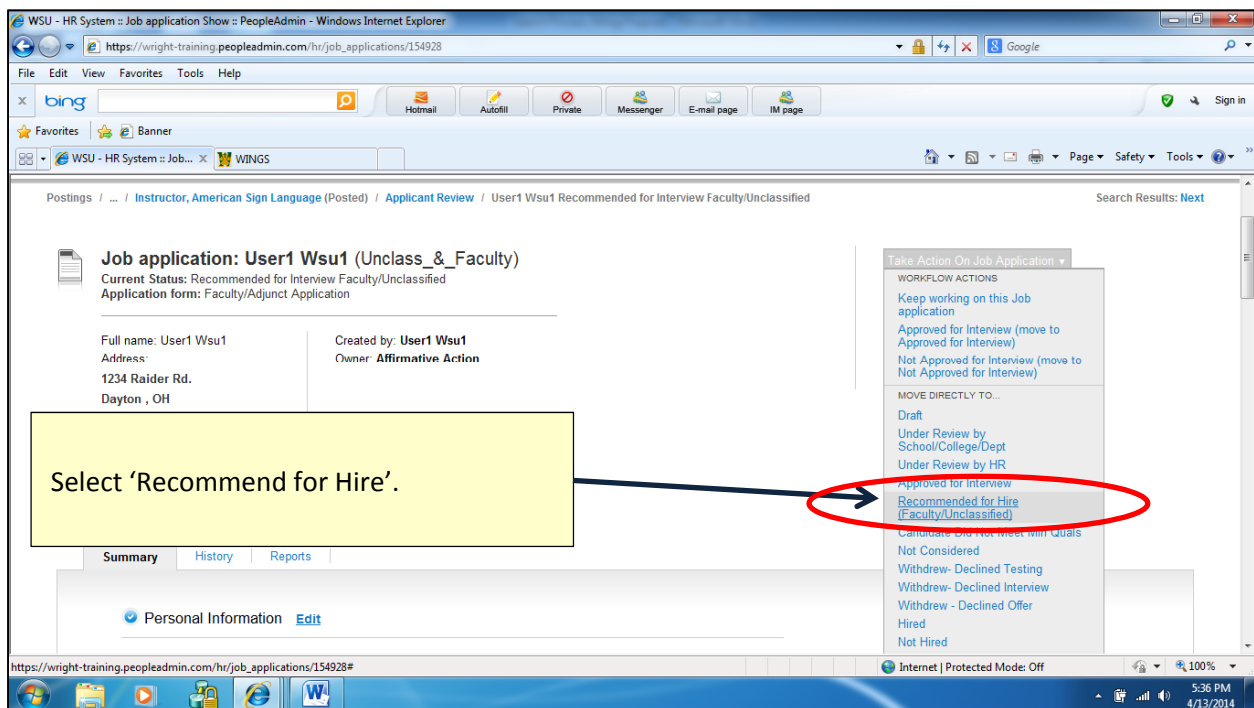 WSU - HR System :: Job application Show :: PeopleAdmin - Windows Internet Explorer
https://wright-training.peopleadmin.com/hr/job_applications/154928
Google
File Edit View Favorites Tools Help
x bing Hotmail Autofill Private Messenger E-mail page IM page Sign in
Favorites Banner
WSU - HR System :: Job... x WINGS Page Safety Tools
Postings / ... / Instructor, American Sign Language (Posted) / Applicant Review / User1 Wsu1 Recommended for Interview Faculty/Unclassified Search Results: Next
Job application: User1 Wsu1 (Unclass_&_Faculty)
Current Status: Recommended for Interview Faculty/Unclassified
Application form: Faculty/Adjunct Application
Full name: User1 Wsu1
Address:
1234 Raider Rd.
Dayton , OH
Created by: User1 Wsu1
Owner: Affirmative Action
Select ‘Recommend for Hire’.
Take Action On Job Application
WORKFLOW ACTIONS
Keep working on this Job
application
Approved for Interview (move to
Approved for Interview)
Not Approved for Interview (move to
Not Approved for Interview)
MOVE DIRECTLY TO...
Draft
Under Review by
School/College/Dept
Under Review by HR
Approved for Interview
Recommended for Hire
(Faculty/Unclassified)
Candidate Did Not Meet Min Quals
Not Considered
Withdrew- Declined Testing
Withdrew- Declined Interview
Withdrew - Declined Offer
Hired
Not Hired
Summary History Reports
Personal Information Edit
https://wright-training.peopleadmin.com/hr/job_applications/154928# Internet | Protected Mode: Off 100%
5:36 PM
4/13/2014